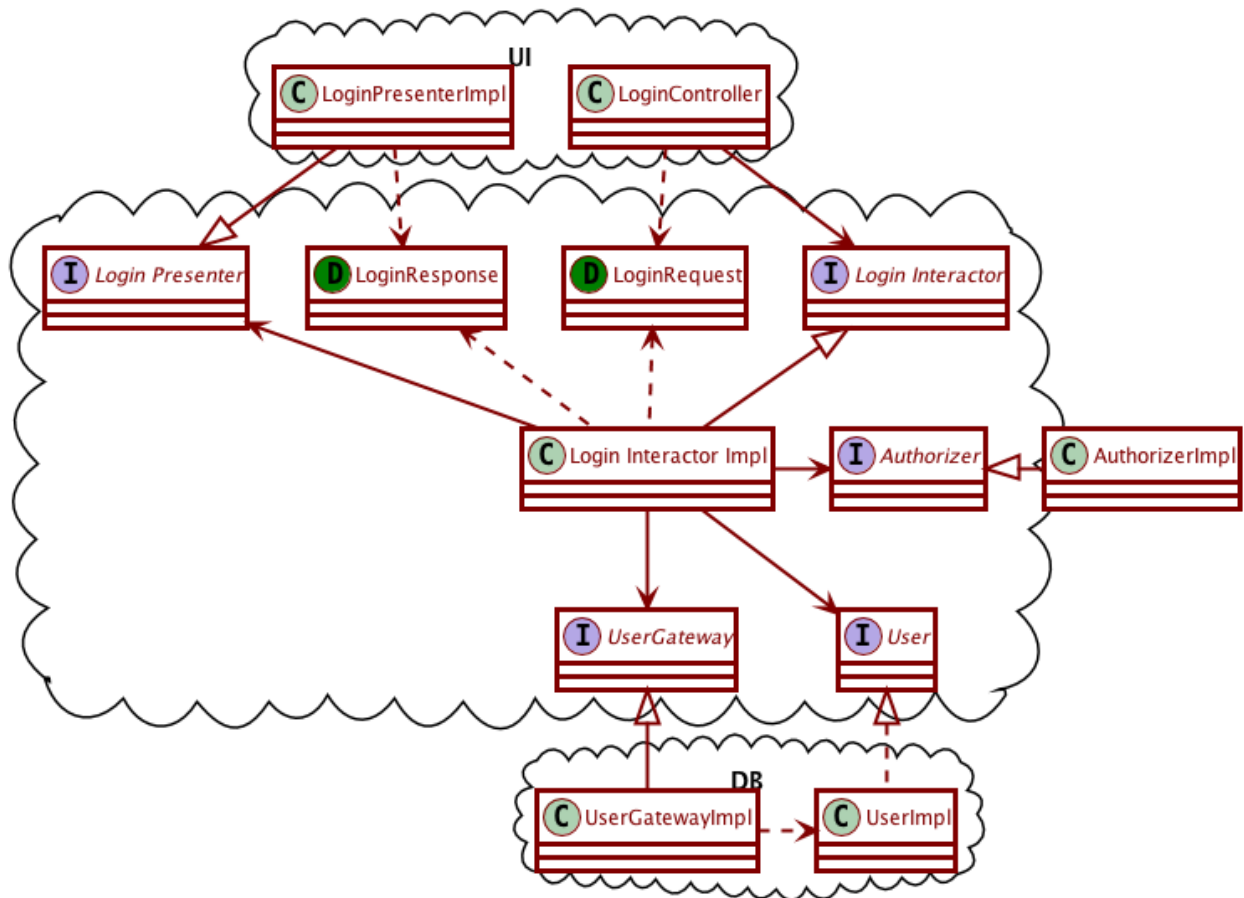 UI
C LoginPresenterImpl
C LoginController
I Login Presenter
D LoginResponse
D LoginRequest
I Login Interactor
C Login Interactor Impl
I Authorizer
C AuthorizerImpl
I UserGateway
I User
DB
C UserGatewayImpl
C UserImpl